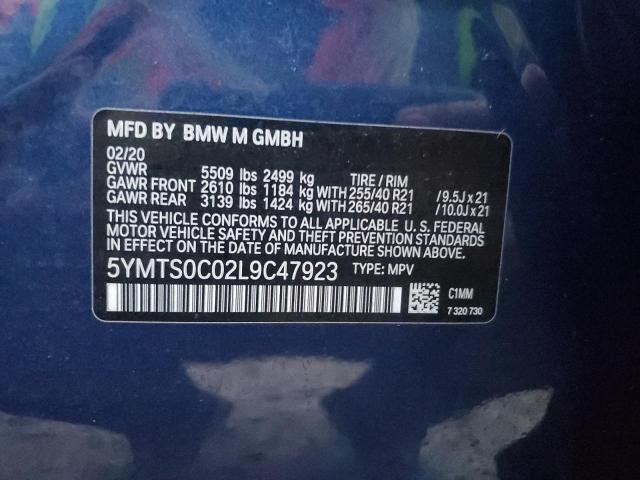 MFD BY BMW M GMBH
02/20
GVWR 5509 lbs 2499 kg TIRE / RIM
GAWR FRONT 2610 lbs 1184 kg WITH 255/40 R21 / 9.5J x 21
GAWR REAR 3139 lbs 1424 kg WITH 265/40 R21 / 10.0J x 21
THIS VEHICLE CONFORMS TO ALL APPLICABLE U. S. FEDERAL
MOTOR VEHICLE SAFETY AND THEFT PREVENTION STANDARDS
IN EFFECT ON THE DATE OF MANUFACTURE SHOWN ABOVE.
5YMTS0C02L9C47923 TYPE: MPV
C1MM
7 320 730